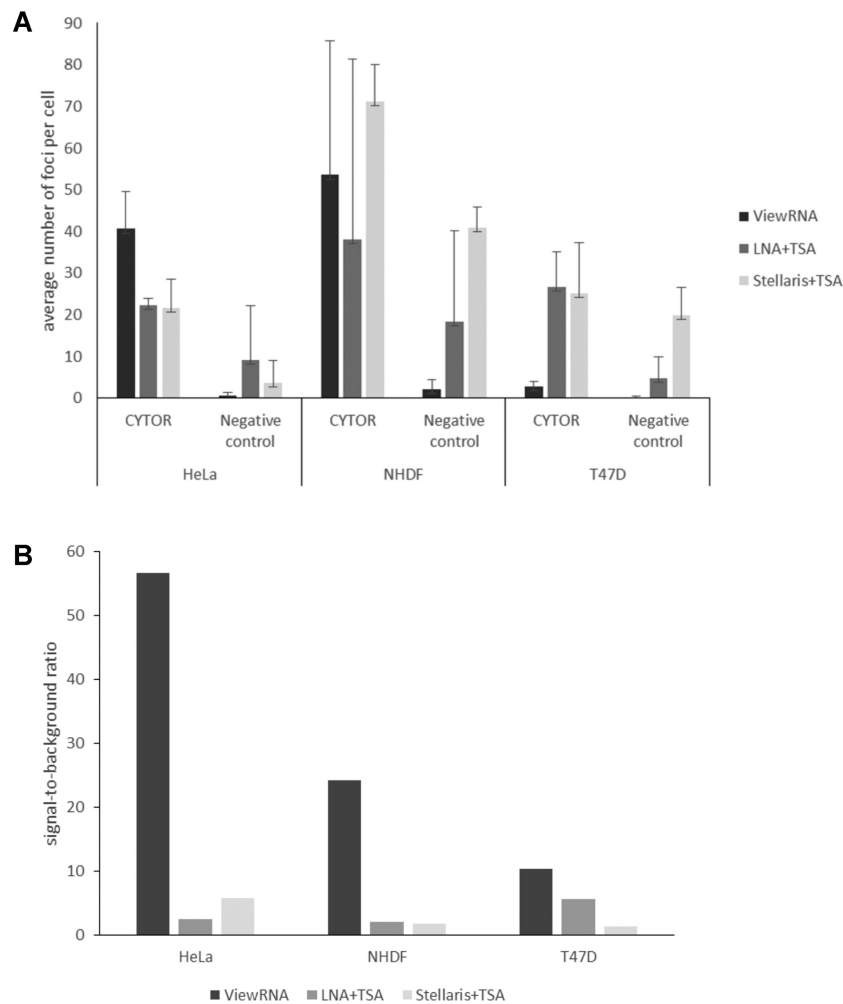 A
average number of foci per cell
90
80
70
60
50
40
30
20
10
0
CYTOR Negative control CYTOR Negative control CYTOR Negative control
HeLa NHDF T47D
ViewRNA
LNA+TSA
Stellaris+TSA
B
signal-to-background ratio
60
50
40
30
20
10
0
HeLa NHDF T47D
ViewRNA LNA+TSA Stellaris+TSA